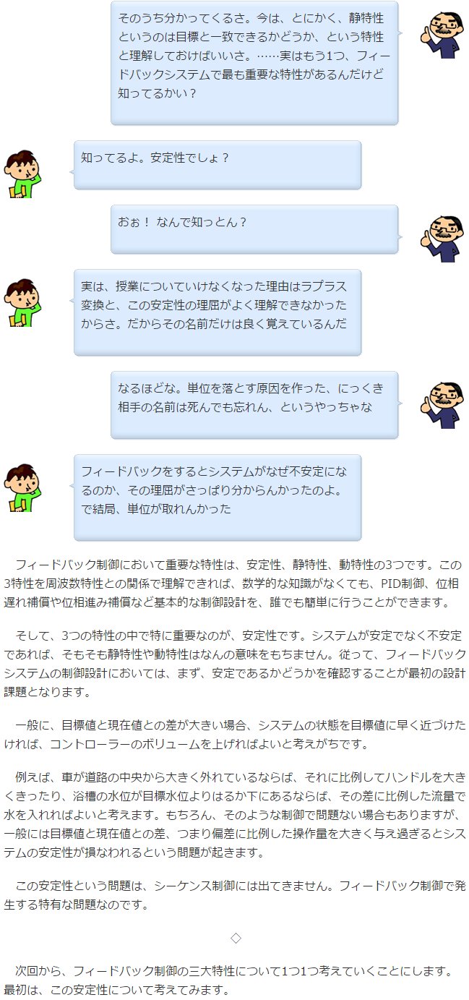 そのうち分かってくるさ。今は、とにかく、静特性
というのは目標と一致できるかどうか、という特性
と理解しておけばいいさ。……実はもう1つ、フィー
ドバックシステムで最も重要な特性があるんだけど
知ってるかい？
知ってるよ。安定性でしょ？
おぉ！ なんで知っとん？
実は、授業についていけなくなった理由はラプラス
変換と、この安定性の理屈がよく理解できなかった
からさ。だからその名前だけは良く覚えているんだ
なるほどな。単位を落とす原因を作った、にっくき
相手の名前は死んでも忘れん、というやっちゃな
フィードバックをするとシステムがなぜ不安定にな
るのか、その理屈がさっぱり分からんかったのよ。
で結局、単位が取れんかった
フィードバック制御において重要な特性は、安定性、静特性、動特性の3つです。この
3特性を周波数特性との関係で理解できれば、数学的な知識がなくても、PID制御、位相
遅れ補償や位相進み補償など基本的な制御設計を、誰でも簡単に行うことができます。
そして、3つの特性の中で特に重要なのが、安定性です。システムが安定でなく不安定
であれば、そもそも静特性や動特性はなんの意味をもちません。従って、フィードバック
システムの制御設計においては、まず、安定であるかどうかを確認することが最初の設計
課題となります。
一般に、目標値と現在値との差が大きい場合、システムの状態を目標値に早く近づけた
ければ、コントローラーのボリュームを上げればよいと考えがちです。
例えば、車が道路の中央から大きく外れているならば、それに比例してハンドルを大き
くきったり、浴槽の水位が目標水位よりはるか下にあるならば、その差に比例した流量で
水を入れればよいと考えます。もちろん、そのような制御で問題ない場合もありますが、
一般には目標値と現在値との差、つまり偏差に比例した操作量を大きく与え過ぎるとシス
テムの安定性が損なわれるという問題が起きます。
この安定性という問題は、シーケンス制御には出てきません。フィードバック制御で発
生する特有な問題なのです。
◇
次回から、フィードバック制御の三大特性について1つ1つ考えていくことにします。
最初は、この安定性について考えてみます。